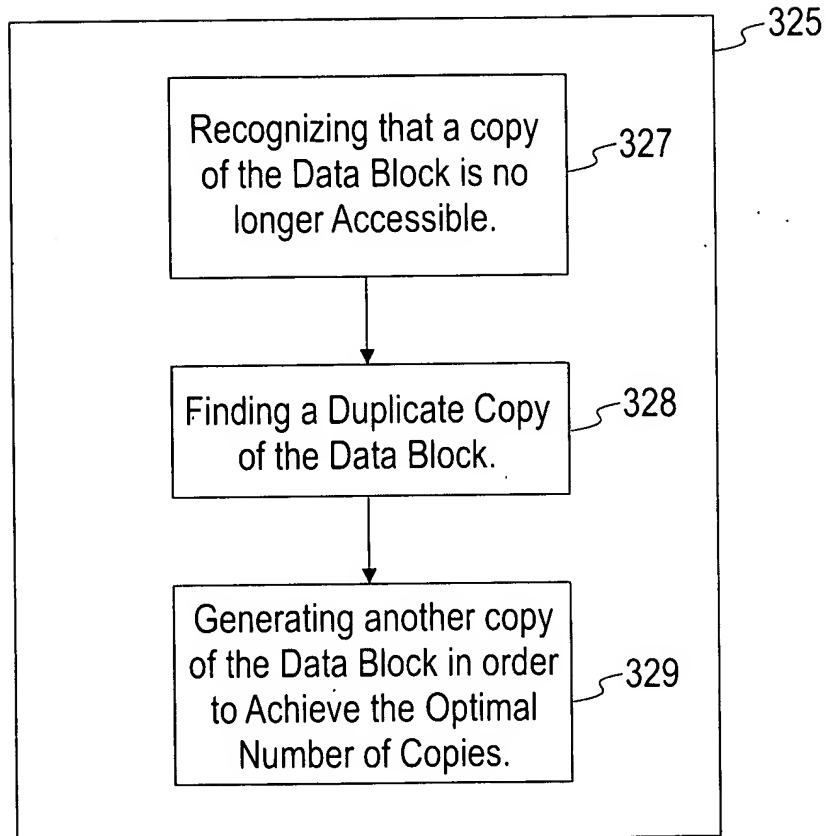 325
Recognizing that a copy
of the Data Block is no
longer Accessible.
327
Finding a Duplicate Copy
of the Data Block.
328
Generating another copy
of the Data Block in order
to Achieve the Optimal
Number of Copies.
329